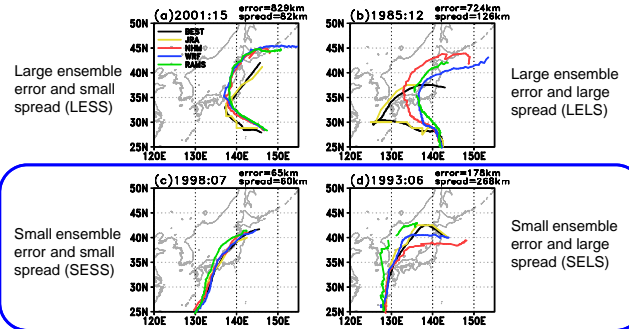 (a)2001:15
error=829km
spread=82km
50N
45N
40N
35N
30N
25N
120E 130E 140E 150E
BEST
JRA
NHM
WRF
RAMS
Large ensemble
error and small
spread (LESS)
(b)1985:12
error=724km
spread=126km
50N
45N
40N
35N
30N
25N
120E 130E 140E 150E
Large ensemble
error and large
spread (LELS)
(c)1998:07
error=65km
spread=60km
50N
45N
40N
35N
30N
25N
120E 130E 140E 150E
Small ensemble
error and small
spread (SESS)
(d)1993:06
error=178km
spread=268km
50N
45N
40N
35N
30N
25N
120E 130E 140E 150E
Small ensemble
error and large
spread (SELS)